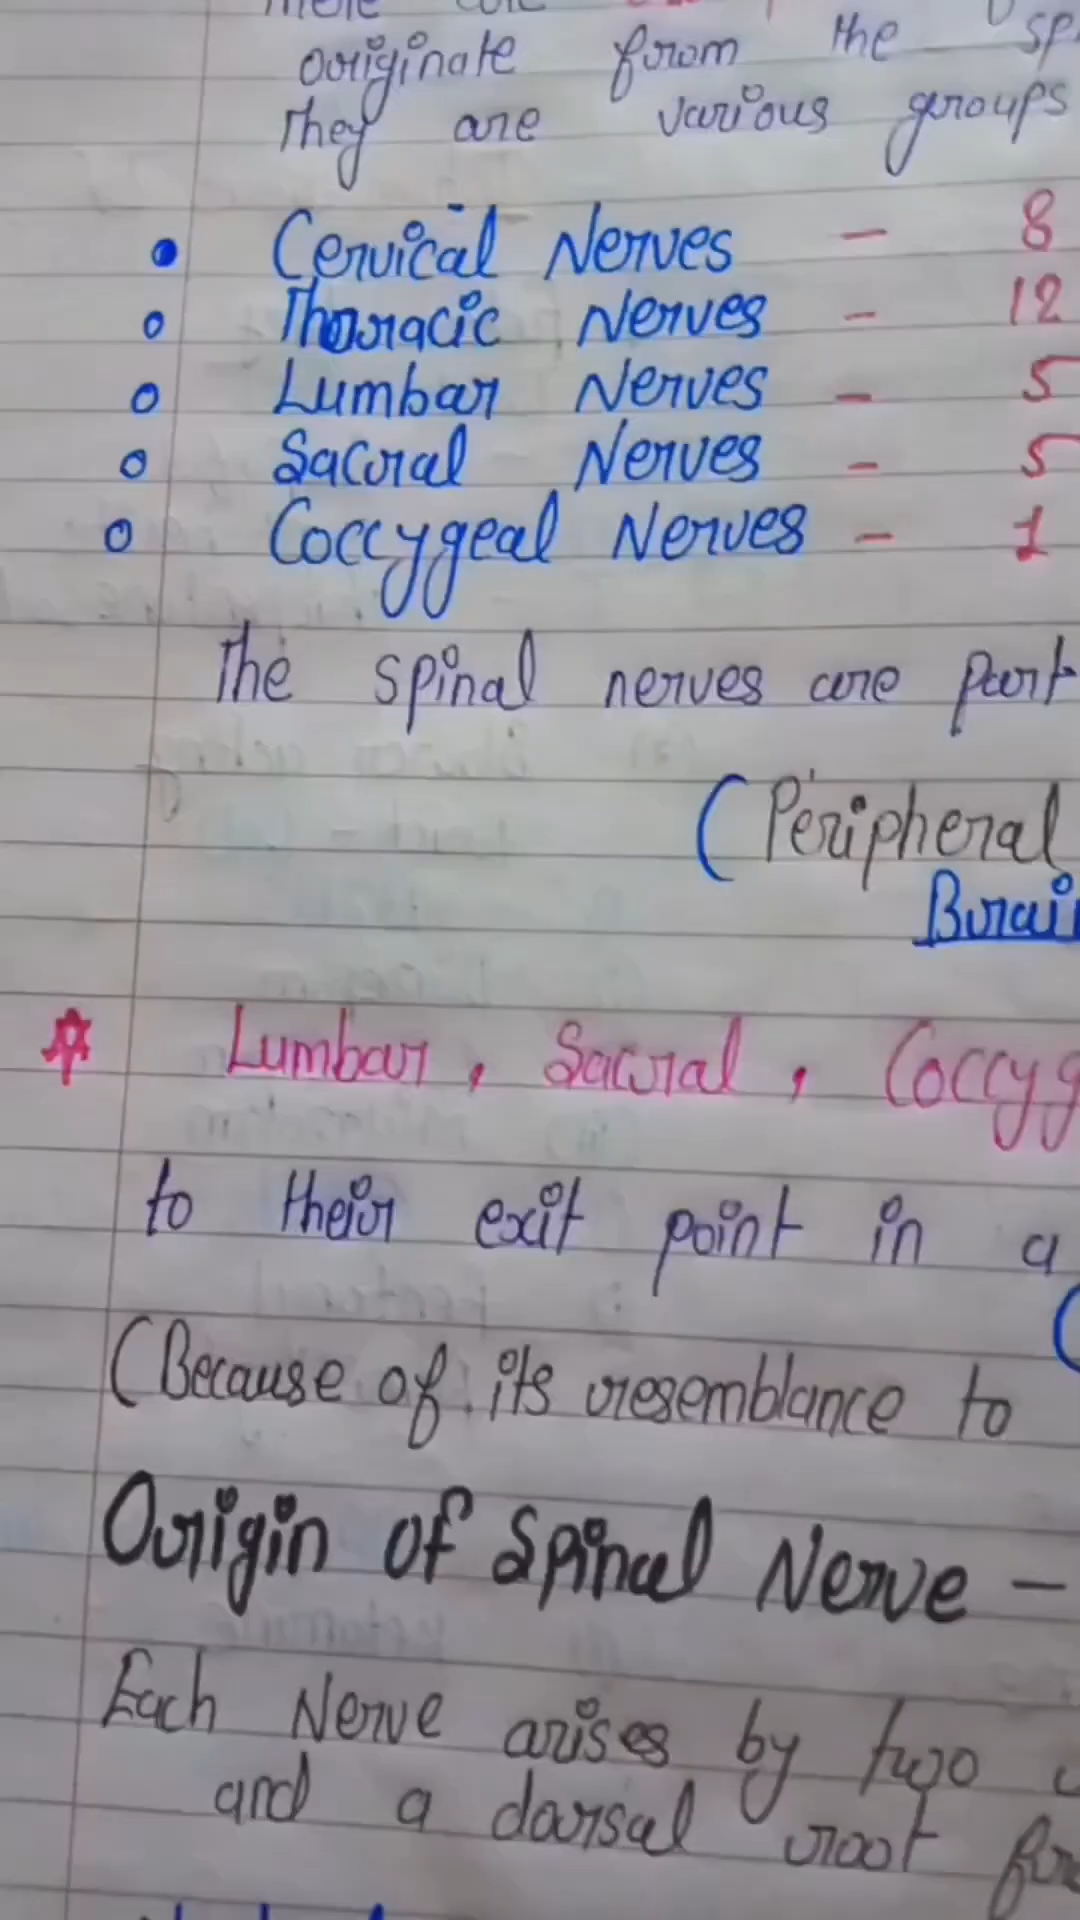 originate from the
They are various groups
Cervical Nerves - 8
Thoracic Nerves - 12
Lumbar Nerves - 5
Sacral Nerves - 5
Coccygeal Nerves - 1
The spinal nerves are part
(Peripheral
Lumbar, Sacral,
to their exit point in a
(Because of its resemblance to
Origin of Spinal Nerve -
Each Nerve arises by two
and a dorsal root